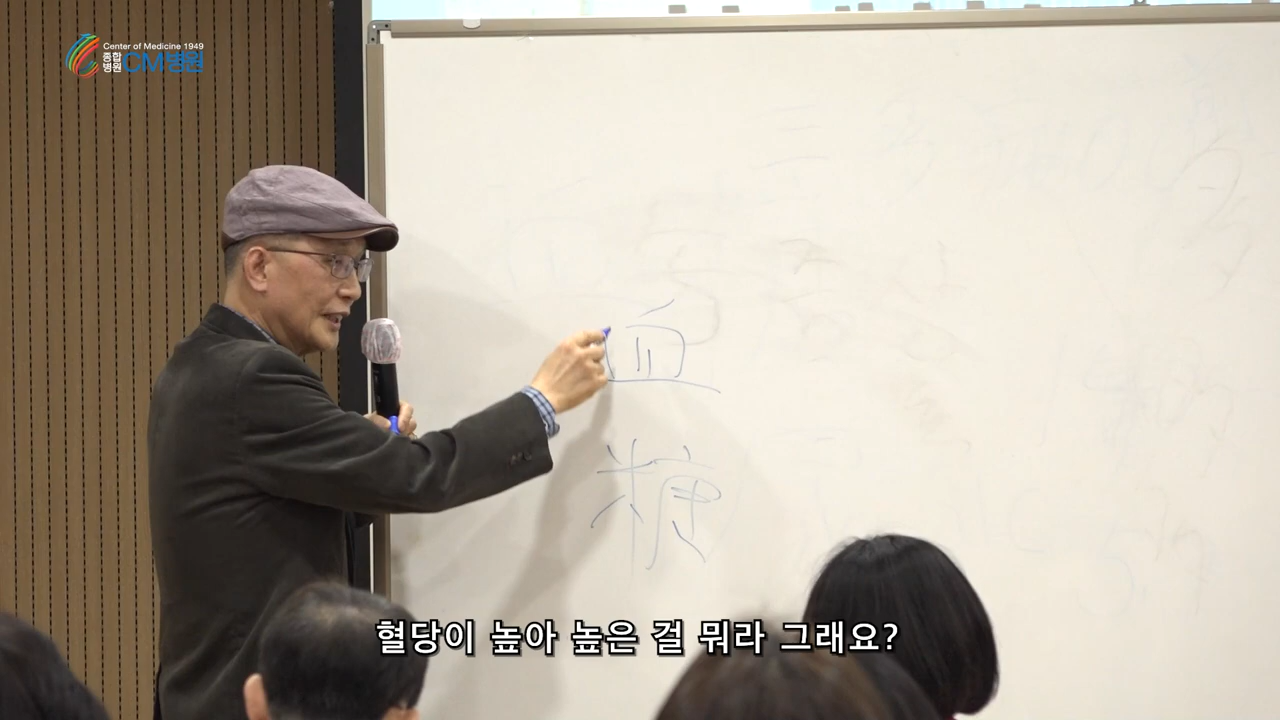 Center of Medicine 1949
종합병원 CM병원
血
糖
혈당이 높아 높은 걸 뭐라 그래요?